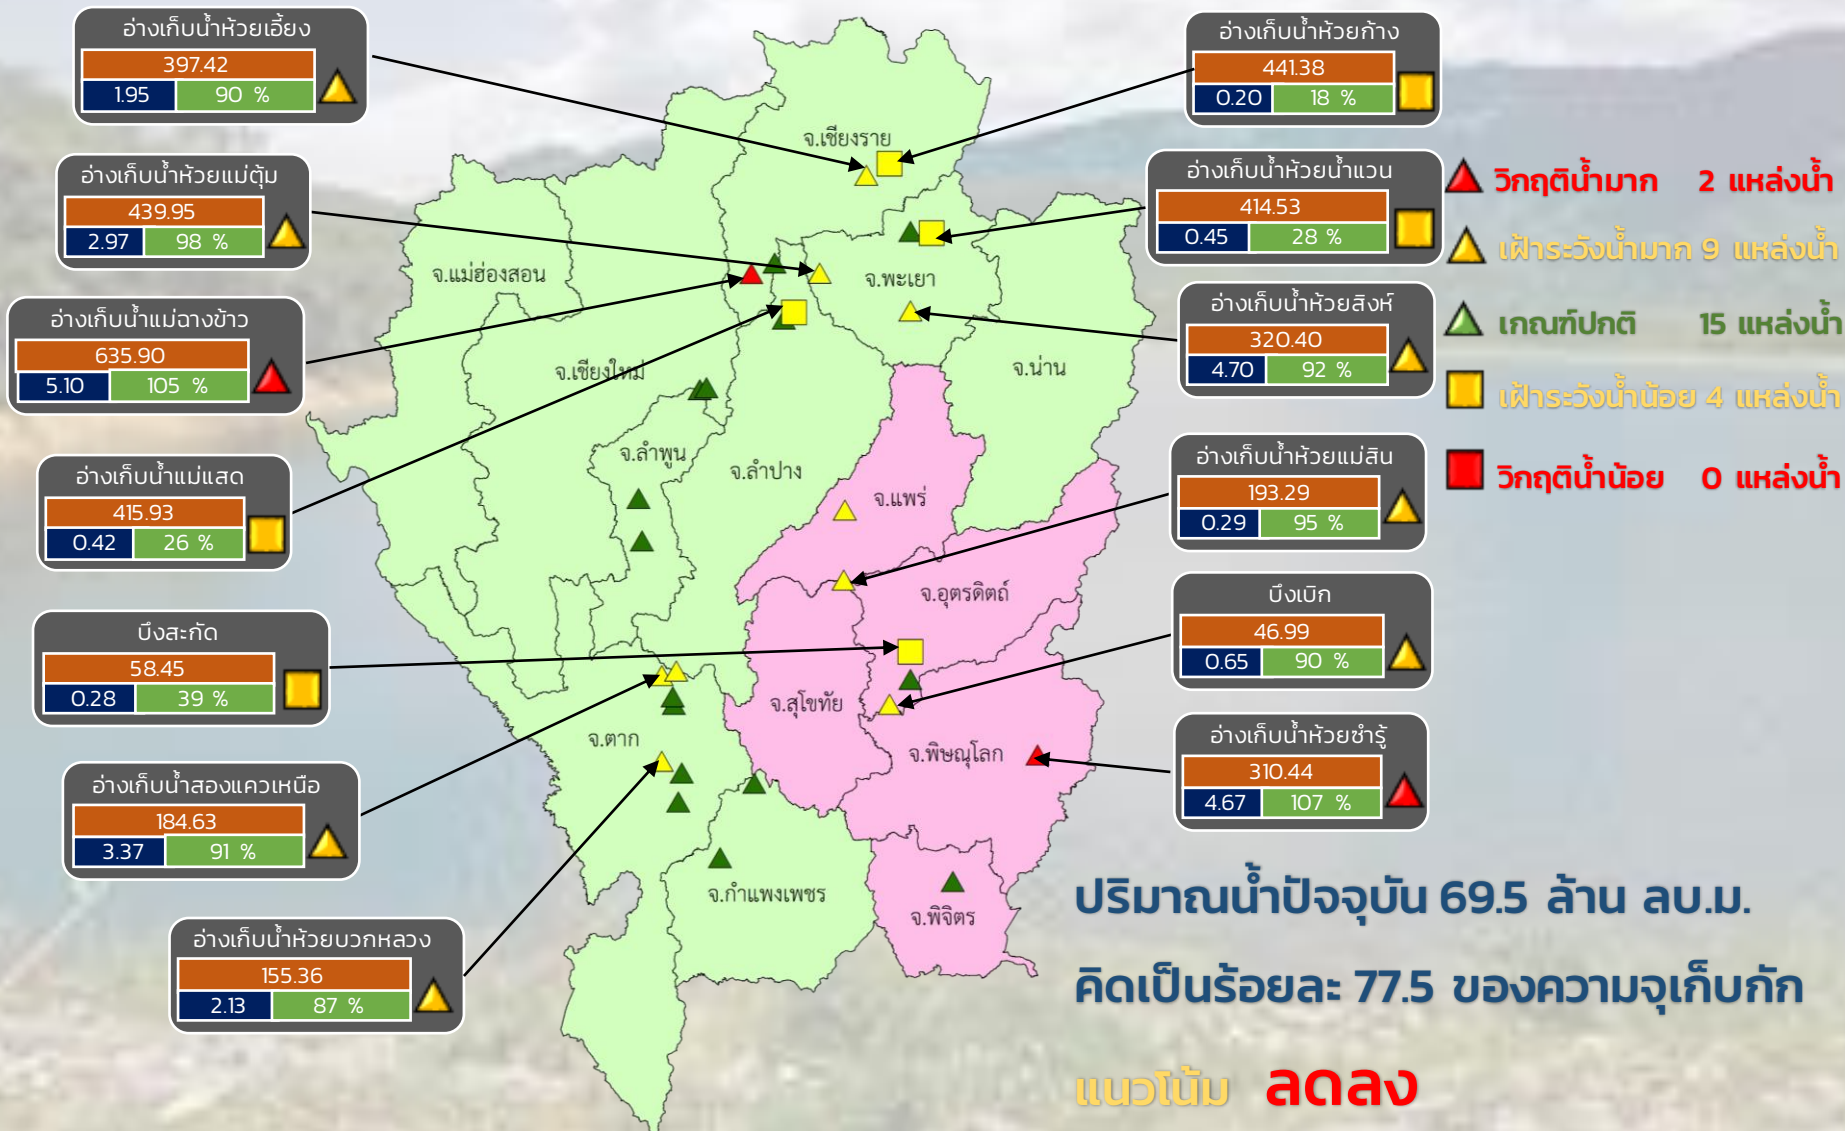 อ่างเก็บน้ำห้วยเอี้ยง
397.42
1.95 90 %
อ่างเก็บน้ำห้วยแม่ตุ้ม
439.95
2.97 98 %
อ่างเก็บน้ำแม่ฉางข้าว
635.90
5.10 105 %
อ่างเก็บน้ำแม่แสด
415.93
0.42 26 %
บึงสะกัด
58.45
0.28 39 %
อ่างเก็บน้ำสองแควเหนือ
184.63
3.37 91 %
อ่างเก็บน้ำห้วยบวกหลวง
155.36
2.13 87 %
จ.เชียงราย
จ.แม่ฮ่องสอน
จ.พะเยา
จ.เชียงใหม่
จ.น่าน
จ.ลำพูน
จ.ลำปาง
จ.แพร่
จ.อุตรดิตถ์
จ.สุโขทัย
จ.ตาก
จ.พิษณุโลก
จ.กำแพงเพชร
จ.พิจิตร
อ่างเก็บน้ำห้วยก้าง
441.38
0.20 18 %
อ่างเก็บน้ำห้วยน้ำแวน
414.53
0.45 28 %
อ่างเก็บน้ำห้วยสิงห์
320.40
4.70 92 %
อ่างเก็บน้ำห้วยแม่สิน
193.29
0.29 95 %
บึงเบิก
46.99
0.65 90 %
อ่างเก็บน้ำห้วยซำรู้
310.44
4.67 107 %
วิกฤติน้ำมาก 2 แหล่งน้ำ
เฝ้าระวังน้ำมาก 9 แหล่งน้ำ
เกณฑ์ปกติ 15 แหล่งน้ำ
เฝ้าระวังน้ำน้อย 4 แหล่งน้ำ
วิกฤติน้ำน้อย 0 แหล่งน้ำ
ปริมาณน้ำปัจจุบัน 69.5 ล้าน ลบ.ม.
คิดเป็นร้อยละ 77.5 ของความจุเก็บกัก
แนวโน้ม ลดลง